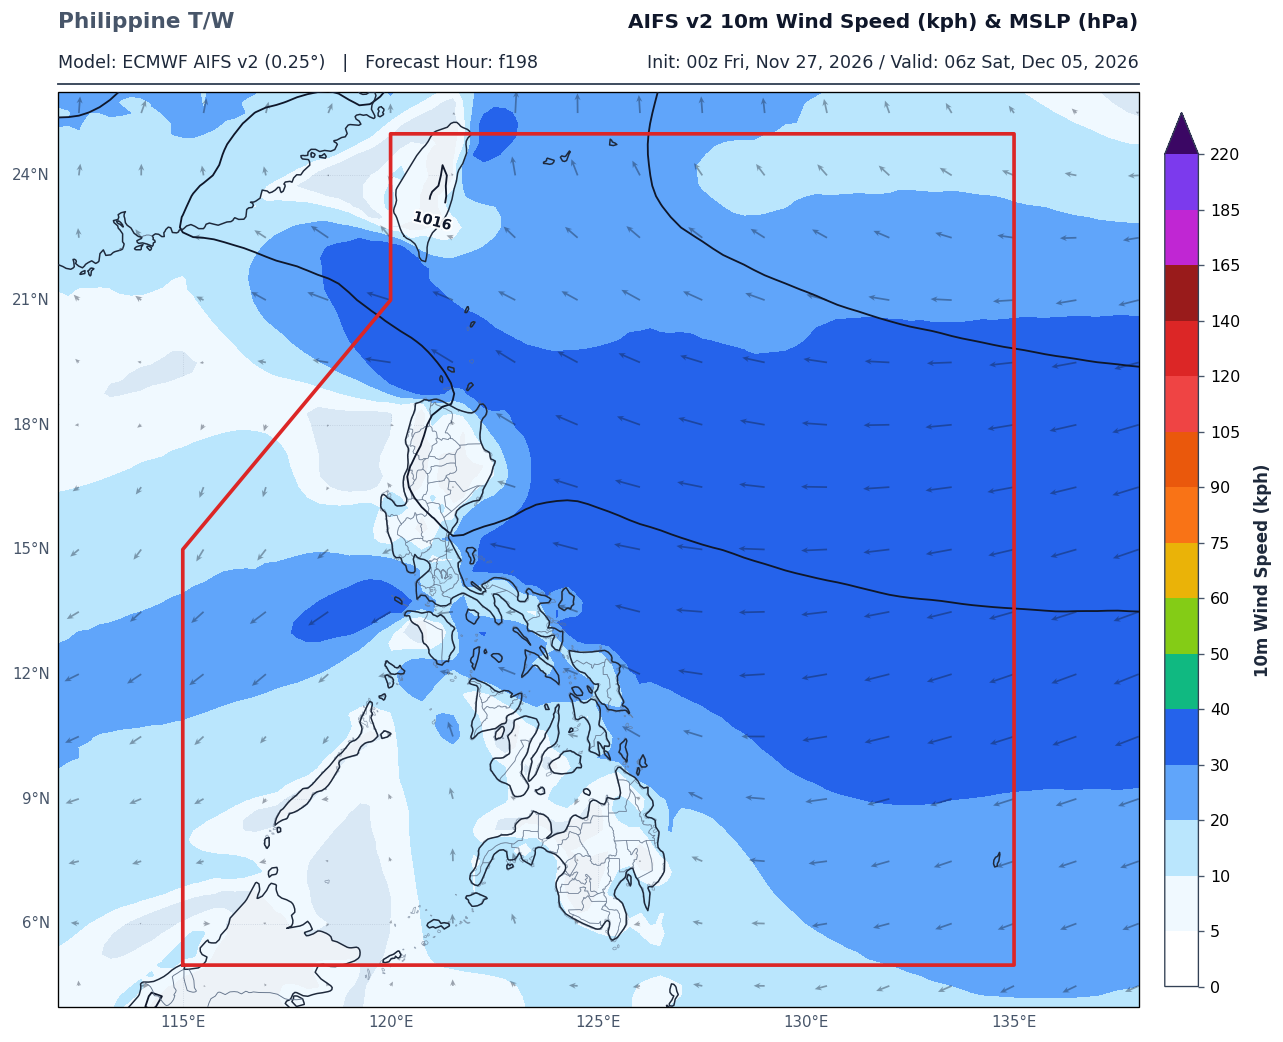 Philippine T/W
AIFS v2 10m Wind Speed (kph) & MSLP (hPa)
Model: ECMWF AIFS v2 (0.25°) | Forecast Hour: f198
Init: 00z Fri, Nov 27, 2026 / Valid: 06z Sat, Dec 05, 2026
24°N
21°N
18°N
15°N
12°N
9°N
6°N
1016
115°E
120°E
125°E
130°E
135°E
220
185
165
140
120
105
90
75
60
50
40
30
20
10
5
0
10m Wind Speed (kph)